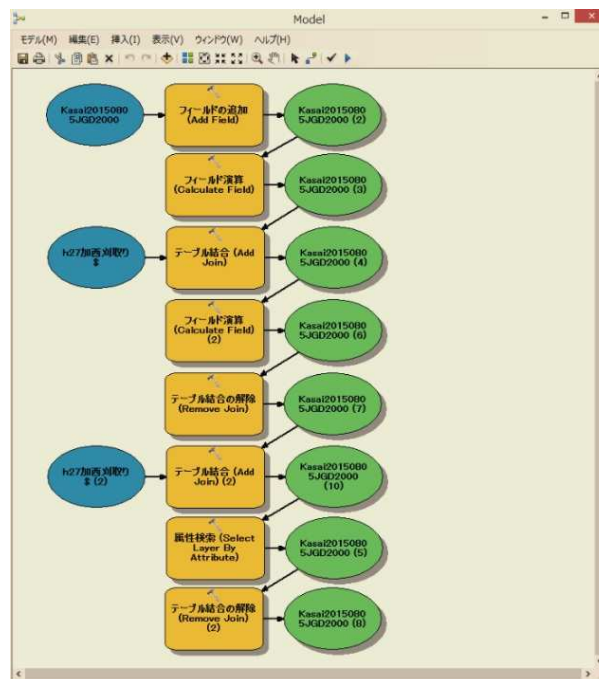 Model
モデル(M) 編集(E) 挿入(I) 表示(V) ウィンドウ(W) ヘルプ(H)
Kasai2015080
5JGD2000
フィールドの追加
(Add Field)
Kasai2015080
5JGD2000 (2)
フィールド演算
(Calculate Field)
Kasai2015080
5JGD2000 (3)
h27加西刈取り
$
テーブル結合 (Add
Join)
Kasai2015080
5JGD2000 (4)
フィールド演算
(Calculate Field)
(2)
Kasai2015080
5JGD2000 (6)
テーブル結合の解除
(Remove Join)
Kasai2015080
5JGD2000 (7)
h27加西刈取り
$ (2)
テーブル結合 (Add
Join) (2)
Kasai2015080
5JGD2000
(10)
属性検索 (Select
Layer By
Attribute)
Kasai2015080
5JGD2000 (5)
テーブル結合の解除
(Remove Join)
(2)
Kasai2015080
5JGD2000 (8)